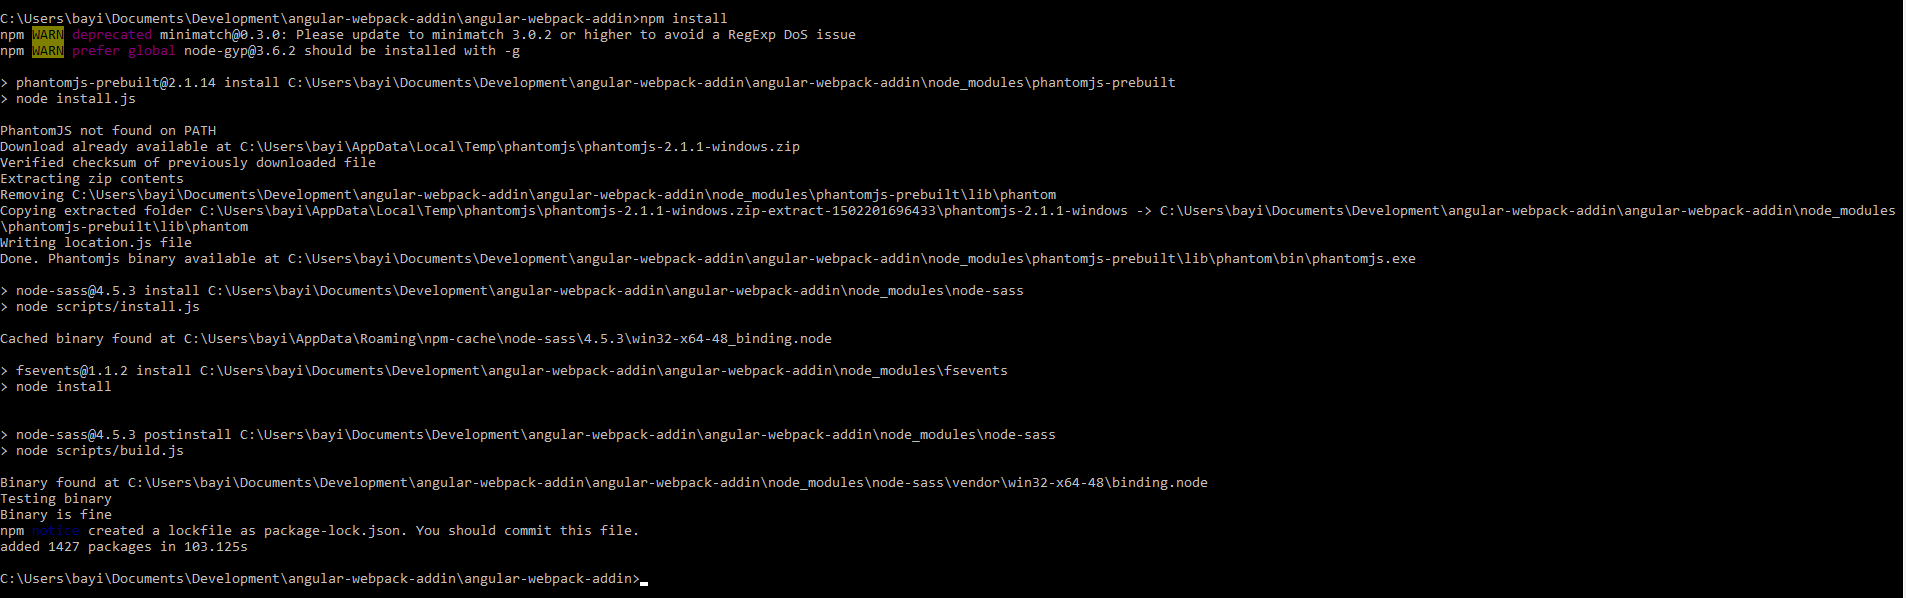 C:\Users\bayi\Documents\Development\angular-webpack-addin\angular-webpack-addin>npm install
npm WARN deprecated minimatch@0.3.0: Please update to minimatch 3.0.2 or higher to avoid a RegExp DoS issue
npm WARN prefer global node-gyp@3.6.2 should be installed with -g
> phantomjs-prebuilt@2.1.14 install C:\Users\bayi\Documents\Development\angular-webpack-addin\angular-webpack-addin\node_modules\phantomjs-prebuilt
> node install.js
PhantomJS not found on PATH
Download already available at C:\Users\bayi\AppData\Local\Temp\phantomjs\phantomjs-2.1.1-windows.zip
Verified checksum of previously downloaded file
Extracting zip contents
Removing C:\Users\bayi\Documents\Development\angular-webpack-addin\angular-webpack-addin\node_modules\phantomjs-prebuilt\lib\phantom
Copying extracted folder C:\Users\bayi\AppData\Local\Temp\phantomjs\phantomjs-2.1.1-windows.zip-extract-1502201696433\phantomjs-2.1.1-windows -> C:\Users\bayi\Documents\Development\angular-webpack-addin\angular-webpack-addin\node_modules
\phantomjs-prebuilt\lib\phantom
Writing location.js file
Done. Phantomjs binary available at C:\Users\bayi\Documents\Development\angular-webpack-addin\angular-webpack-addin\node_modules\phantomjs-prebuilt\lib\phantom\bin\phantomjs.exe
> node-sass@4.5.3 install C:\Users\bayi\Documents\Development\angular-webpack-addin\angular-webpack-addin\node_modules\node-sass
> node scripts/install.js
Cached binary found at C:\Users\bayi\AppData\Roaming\npm-cache\node-sass\4.5.3\win32-x64-48_binding.node
> fsevents@1.1.2 install C:\Users\bayi\Documents\Development\angular-webpack-addin\angular-webpack-addin\node_modules\fsevents
> node install
> node-sass@4.5.3 postinstall C:\Users\bayi\Documents\Development\angular-webpack-addin\angular-webpack-addin\node_modules\node-sass
> node scripts/build.js
Binary found at C:\Users\bayi\Documents\Development\angular-webpack-addin\angular-webpack-addin\node_modules\node-sass\vendor\win32-x64-48\binding.node
Testing binary
Binary is fine
npm notice created a lockfile as package-lock.json. You should commit this file.
added 1427 packages in 103.125s
C:\Users\bayi\Documents\Development\angular-webpack-addin\angular-webpack-addin>